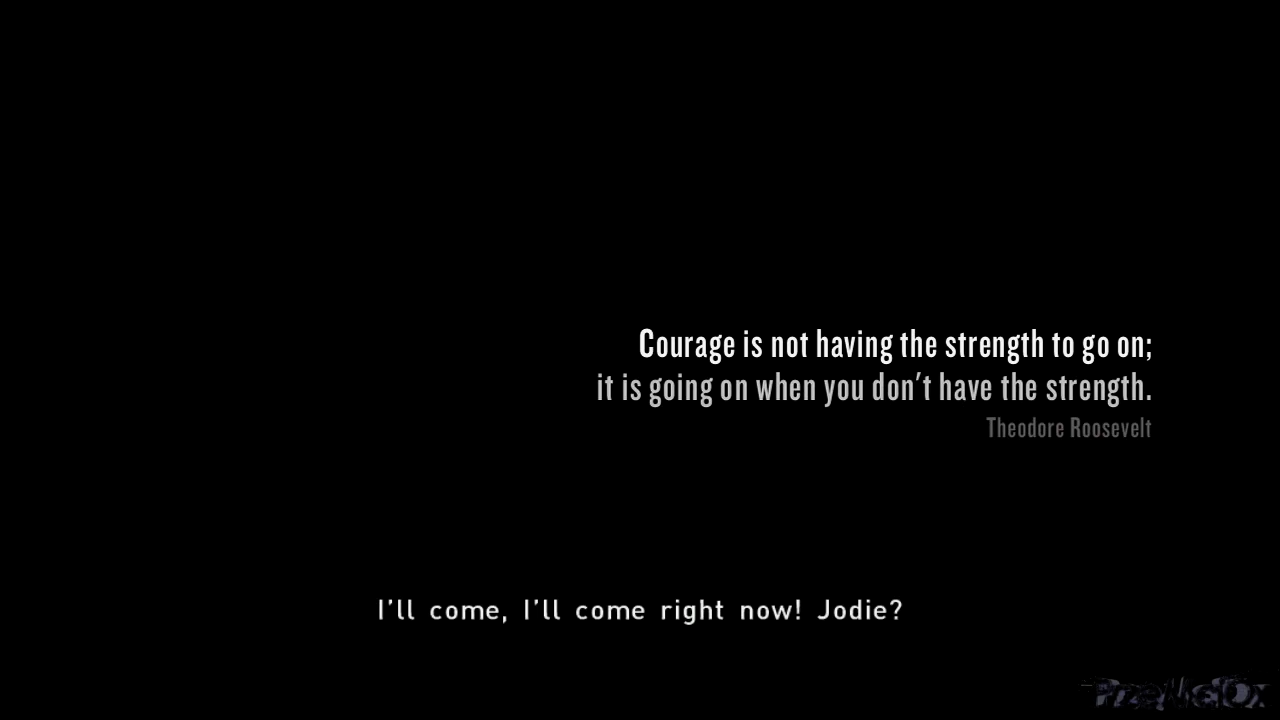 Courage is not having the strength to go on;
it is going on when you don't have the strength.
Theodore Roosevelt
I'll come, I'll come right now! Jodie?